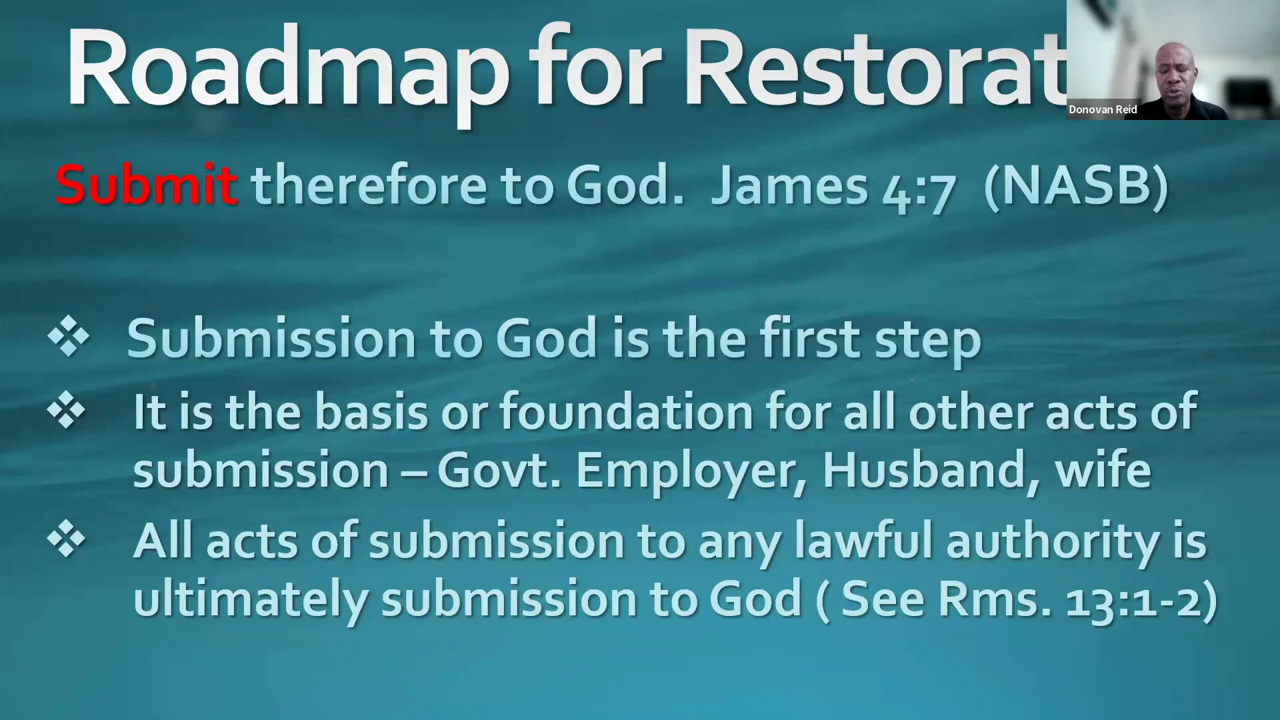 Roadmap for Restorat
Donovan Reid
Submit therefore to God. James 4:7 (NASB)
❖ Submission to God is the first step
❖ It is the basis or foundation for all other acts of
submission – Govt. Employer, Husband, wife
❖ All acts of submission to any lawful authority is
ultimately submission to God ( See Rms. 13:1-2)